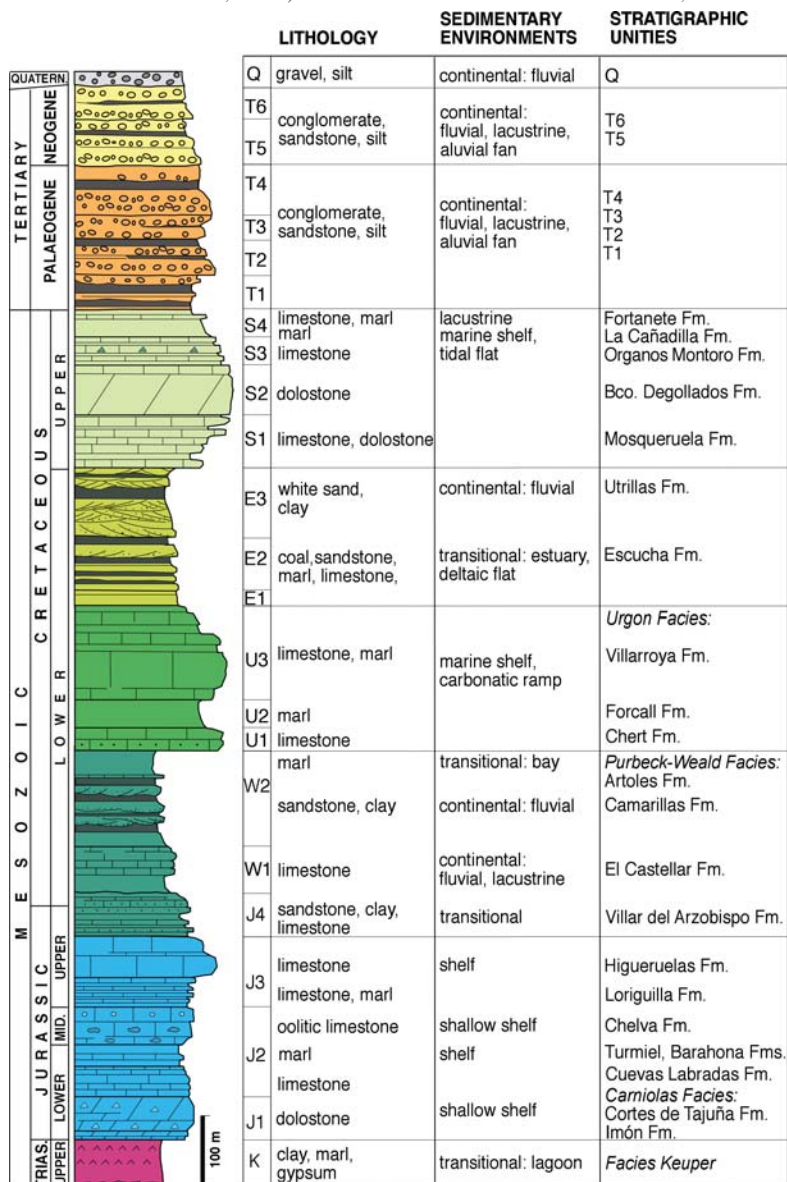 LITHOLOGY
SEDIMENTARY
ENVIRONMENTS
STRATIGRAPHIC
UNITIES
QUATERN.
Q
gravel, silt
continental: fluvial
Q
TERTIARY
NEOGENE
T6
T5
conglomerate,
sandstone, silt
continental:
fluvial, lacustrine,
aluvial fan
T6
T5
PALAEOGENE
T4
T3
T2
T1
conglomerate,
sandstone, silt
continental:
fluvial, lacustrine,
aluvial fan
T4
T3
T2
T1
MESOZOIC
CRETACEOUS
UPPER
S4
limestone, marl
marl
S3
limestone
lacustrine
marine shelf,
tidal flat
Fortanete Fm.
La Cañadilla Fm.
Organos Montoro Fm.
S2
dolostone
Bco. Degollados Fm.
S1
limestone, dolostone
Mosqueruela Fm.
LOWER
E3
white sand,
clay
continental: fluvial
Utrillas Fm.
E2
coal,sandstone,
marl, limestone,
transitional: estuary,
deltaic flat
Escucha Fm.
E1
Urgon Facies:
U3
limestone, marl
marine shelf,
carbonatic ramp
Villarroya Fm.
U2
marl
Forcall Fm.
U1
limestone
Chert Fm.
W2
marl
transitional: bay
Purbeck-Weald Facies:
Artoles Fm.
sandstone, clay
continental: fluvial
Camarillas Fm.
W1
limestone
continental:
fluvial, lacustrine
El Castellar Fm.
J4
sandstone, clay,
limestone
transitional
Villar del Arzobispo Fm.
JURASSIC
UPPER
J3
limestone
shelf
Higueruelas Fm.
limestone, marl
Loriguilla Fm.
MID.
oolitic limestone
shallow shelf
Chelva Fm.
J2
marl
shelf
Turmiel, Barahona Fms.
limestone
Cuevas Labradas Fm.
LOWER
J1
dolostone
shallow shelf
Carniolas Facies:
Cortes de Tajuña Fm.
Imón Fm.
100 m
TRIAS.
UPPER
K
clay, marl,
gypsum
transitional: lagoon
Facies Keuper